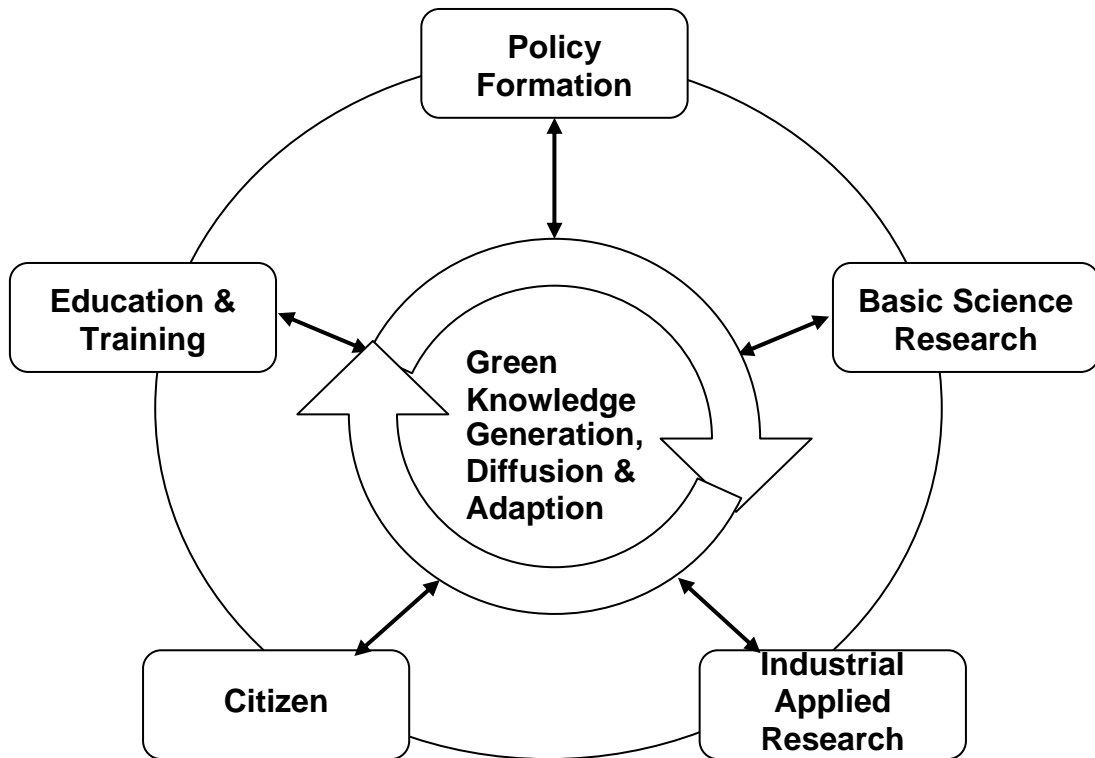 Policy
Formation
Education &
Training
Basic Science
Research
Green
Knowledge
Generation,
Diffusion &
Adaption
Citizen
Industrial
Applied
Research